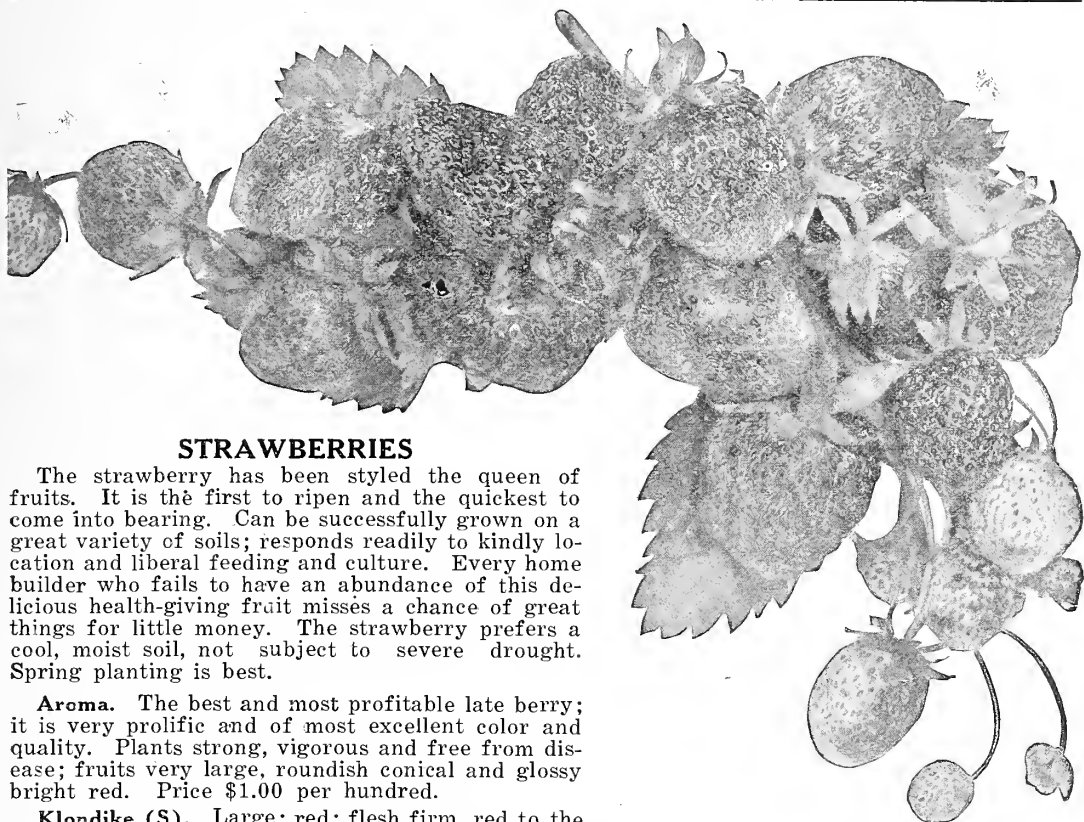 STRAWBERRIES
The strawberry has been styled the queen of
fruits. It is the first to ripen and the quickest to
come into bearing. Can be successfully grown on a
great variety of soils; responds readily to kindly lo-
cation and liberal feeding and culture. Every home
builder who fails to have an abundance of this de-
licious health-giving fruit misses a chance of great
things for little money. The strawberry prefers a
cool, moist soil, not subject to severe drought.
Spring planting is best.
Aroma. The best and most profitable late berry;
it is very prolific and of most excellent color and
quality. Plants strong, vigorous and free from dis-
ease; fruits very large, roundish conical and glossy
bright red. Price $1.00 per hundred.
Klondike (S). Large; red; flesh firm, red to the